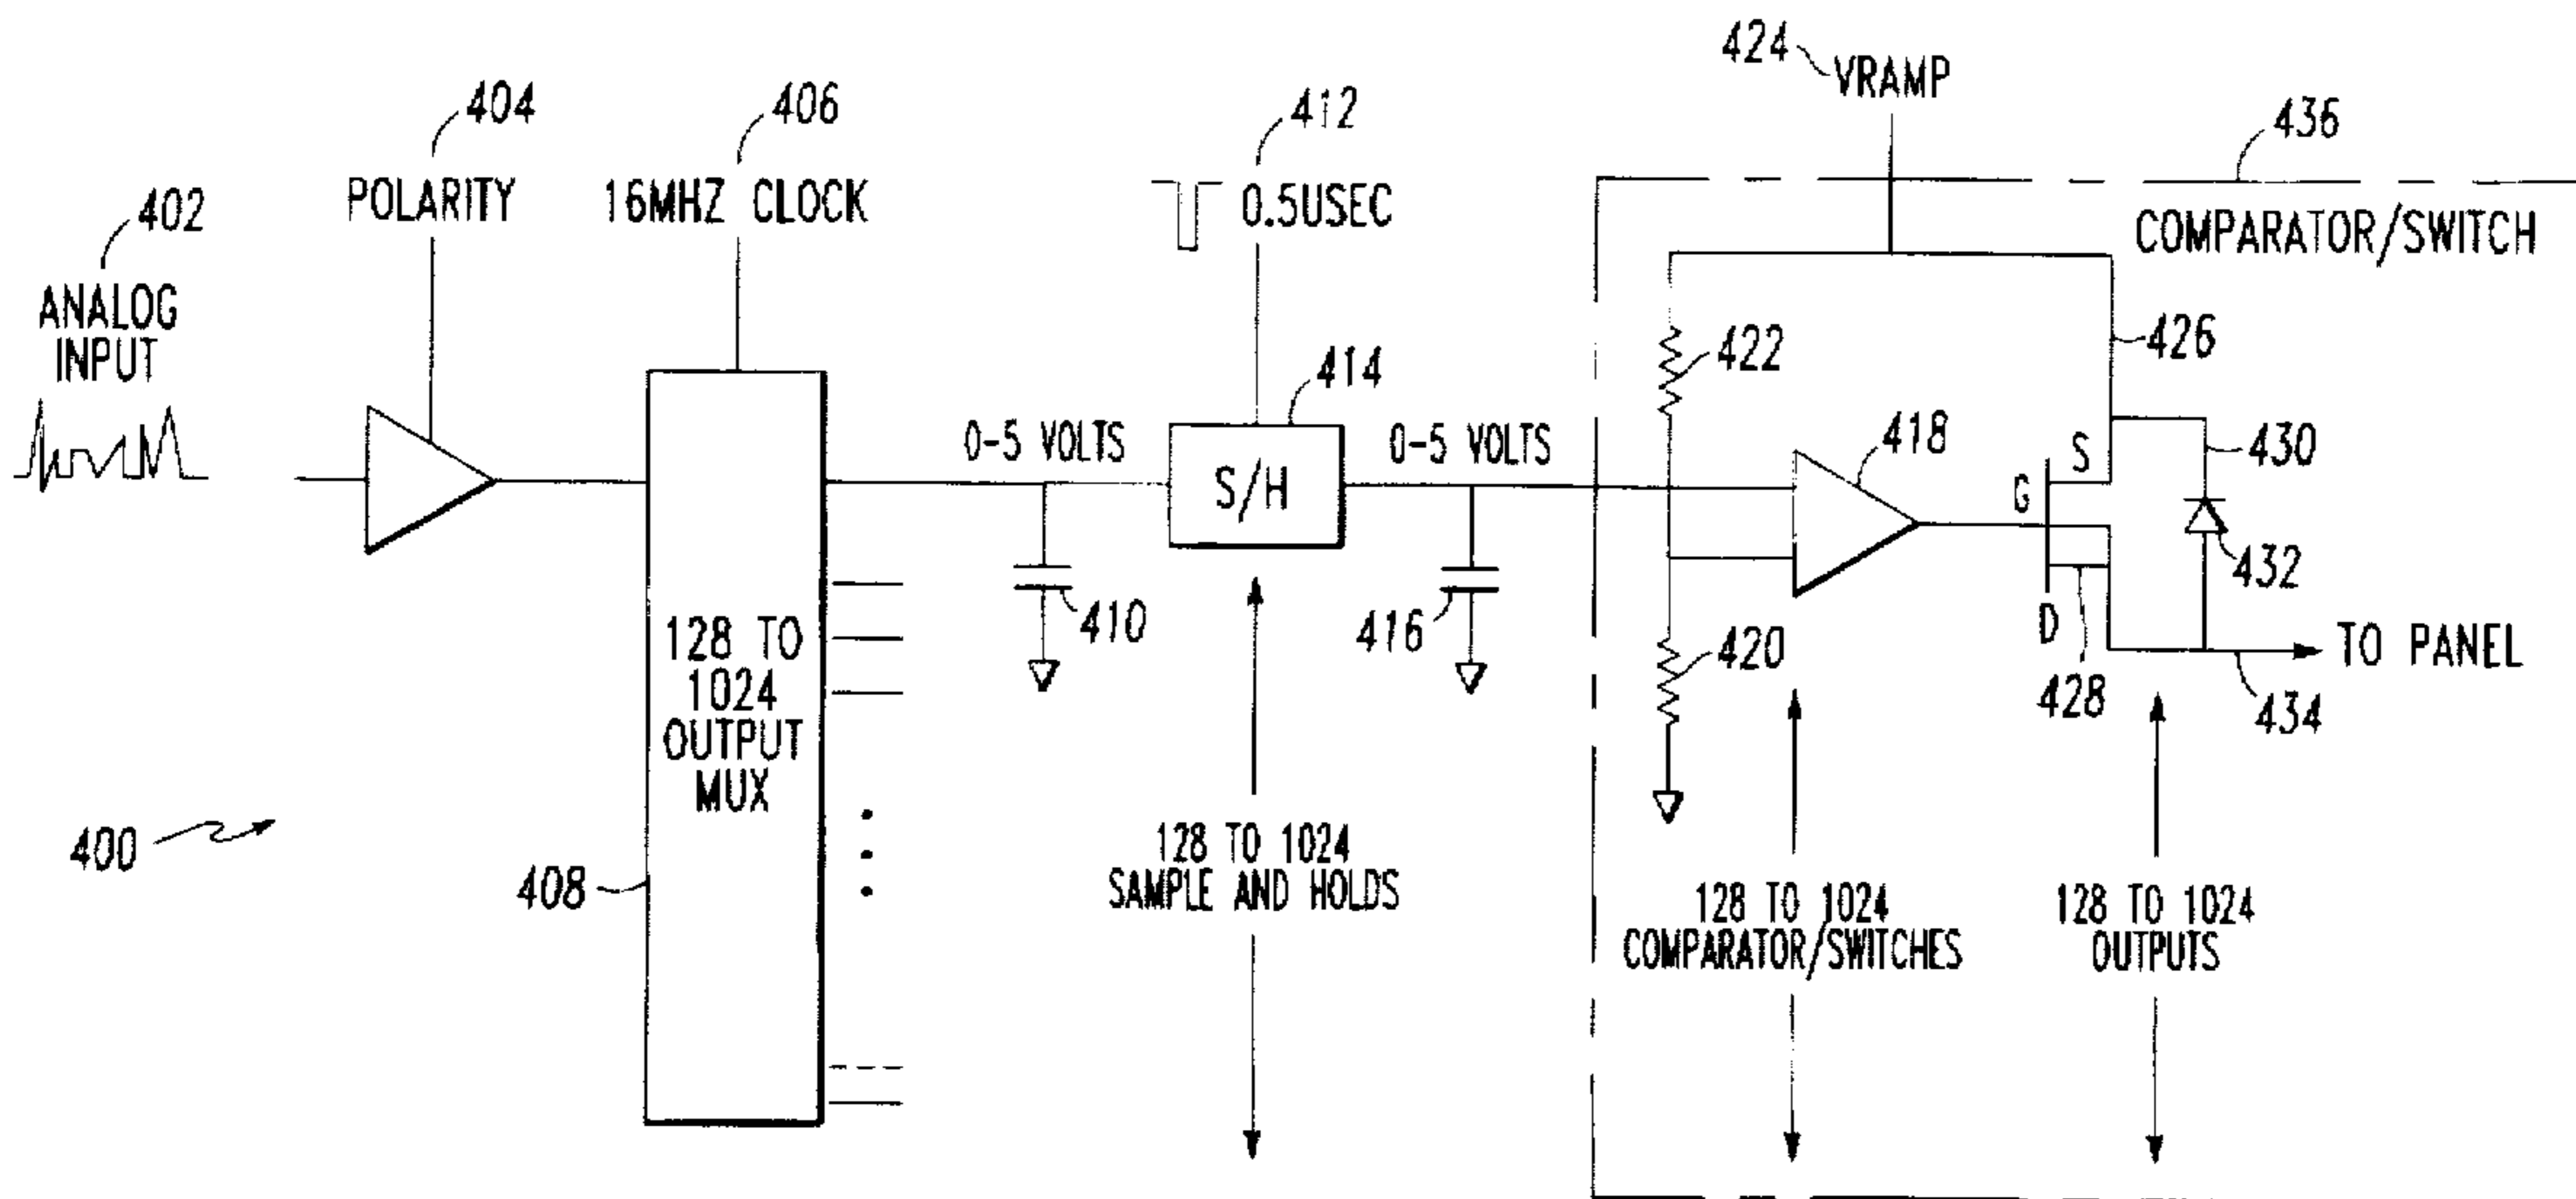 424
VRAMP
404
406
412
436
402
POLARITY
16MHZ CLOCK
0.5USEC
COMPARATOR/SWITCH
ANALOG
INPUT
422
426
414
0-5 VOLTS
0-5 VOLTS
418
S
430
S/H
G
432
410
416
D
128 TO
1024
OUTPUT
MUX
420
428
TO PANEL
434
400
408
128 TO 1024
SAMPLE AND HOLDS
128 TO 1024
COMPARATOR/SWITCHES
128 TO 1024
OUTPUTS